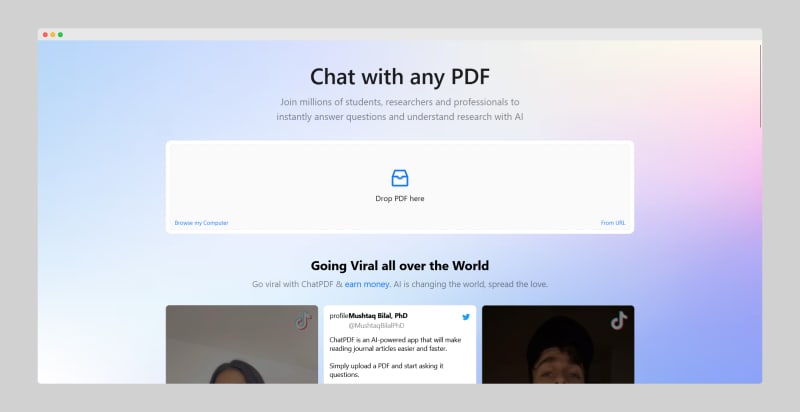 Chat with any PDF
Join millions of students, researchers and professionals to
instantly answer questions and understand research with AI
Drop PDF here
Browse my Computer
From URL
Going Viral all over the World
Go viral with ChatPDF & earn money. AI is changing the world, spread the love.
profileMushtaq Bilal, PhD
@MushtaqBilalPhD
ChatPDF is an AI-powered app that will make
reading journal articles easier and faster.
Simply upload a PDF and start asking it
questions.